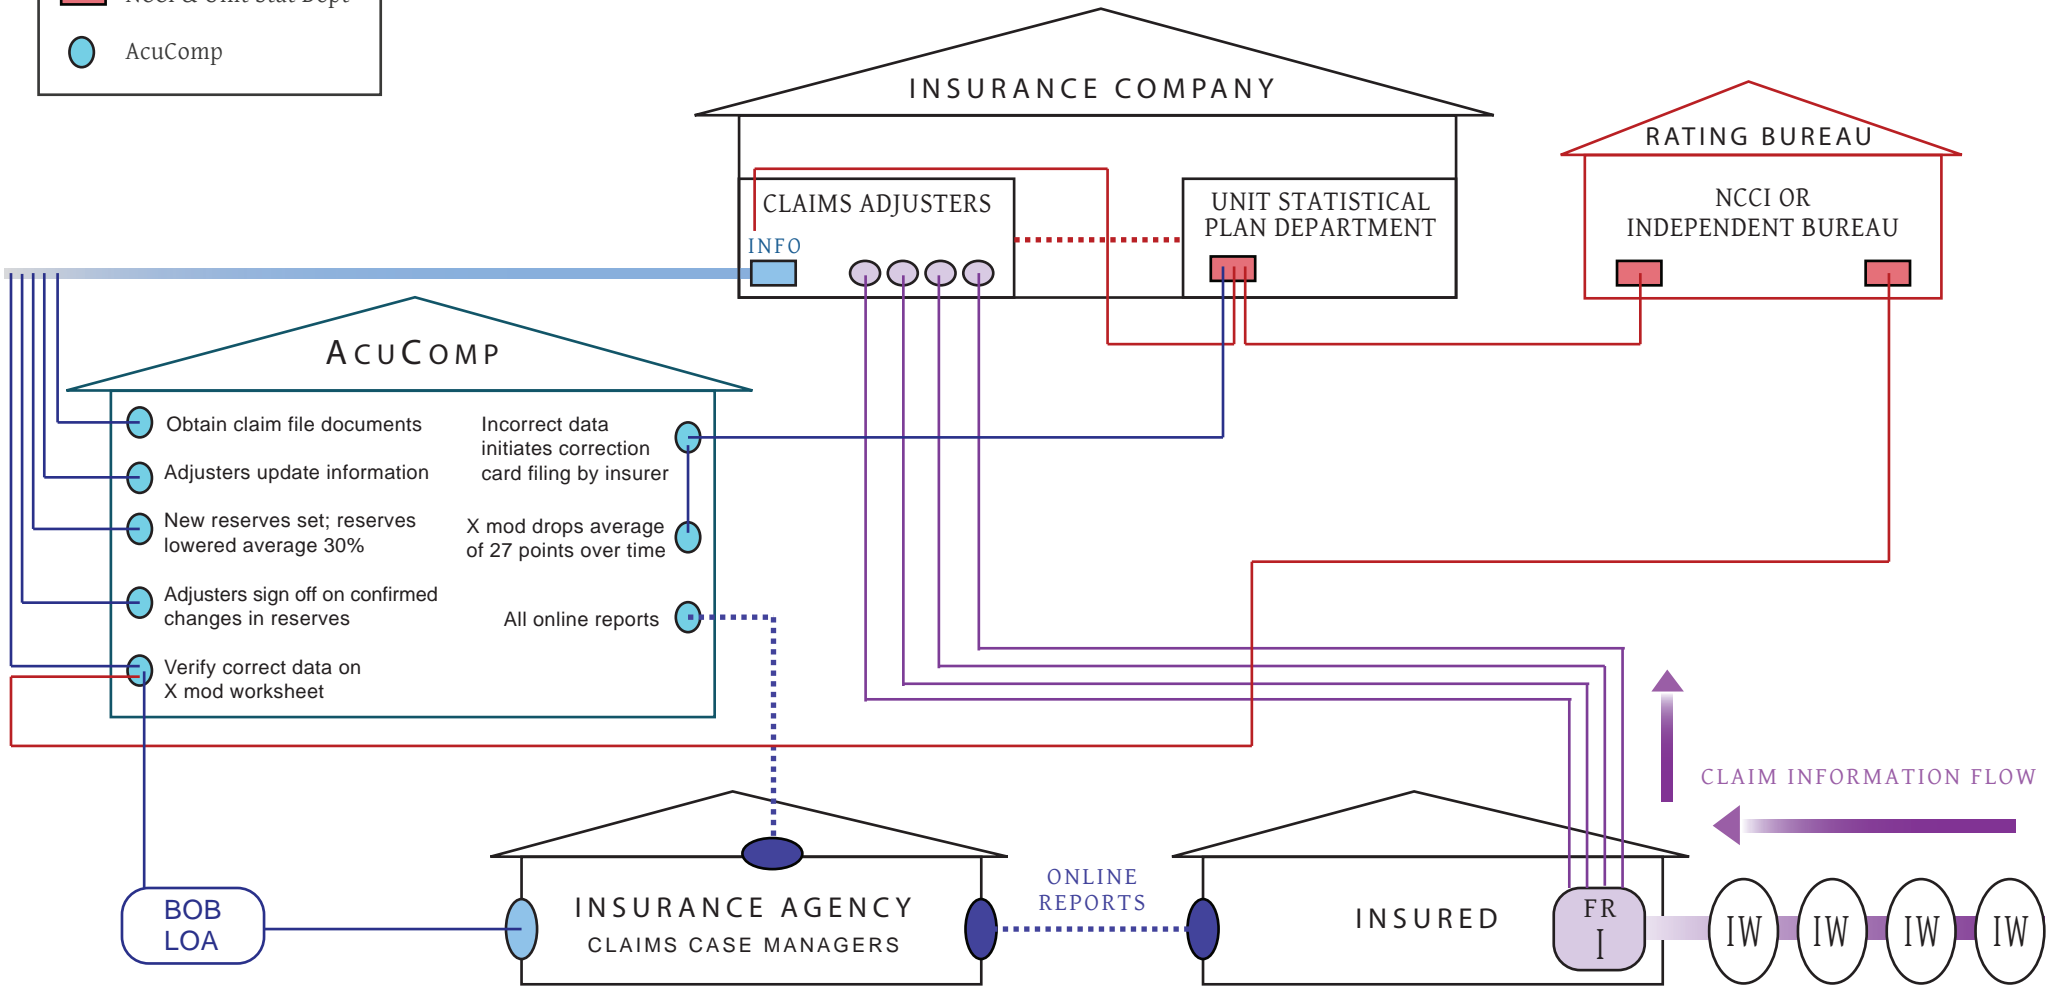 NCCI & Unit Stat Dept
AcuComp
INSURANCE COMPANY
CLAIMS ADJUSTERS
INFO
UNIT STATISTICAL
PLAN DEPARTMENT
RATING BUREAU
NCCI OR
INDEPENDENT BUREAU
ACUCOMP
Obtain claim file documents
Adjusters update information
New reserves set; reserves
lowered average 30%
Adjusters sign off on confirmed
changes in reserves
Verify correct data on
X mod worksheet
Incorrect data
initiates correction
card filing by insurer
X mod drops average
of 27 points over time
All online reports
CLAIM INFORMATION FLOW
BOB
LOA
INSURANCE AGENCY
CLAIMS CASE MANAGERS
ONLINE
REPORTS
INSURED
FR
I
IW
IW
IW
IW